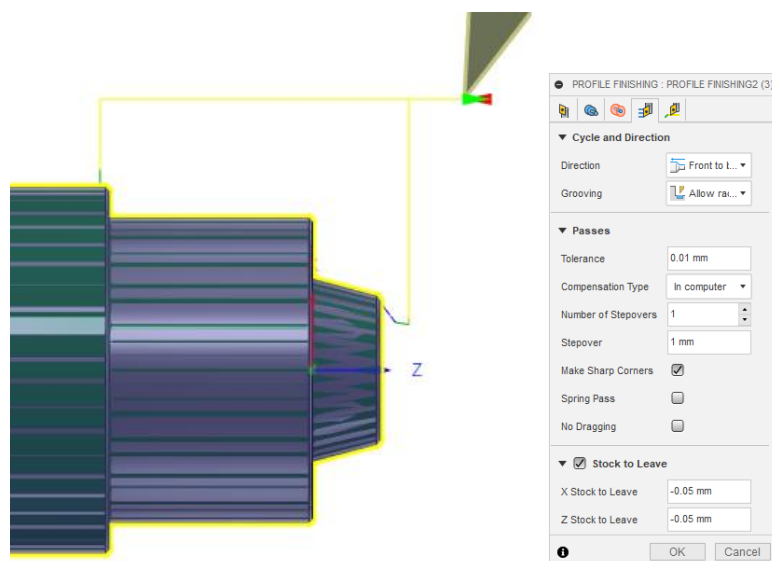 PROFILE FINISHING : PROFILE FINISHING2 (3)
Cycle and Direction
Direction
Front to t...
Grooving
Allow rai...
Passes
Tolerance
0.01 mm
Compensation Type
In computer
Number of Stepovers
1
Stepover
1 mm
Make Sharp Corners
Spring Pass
No Dragging
Stock to Leave
X Stock to Leave
-0.05 mm
Z Stock to Leave
-0.05 mm
OK
Cancel
Z